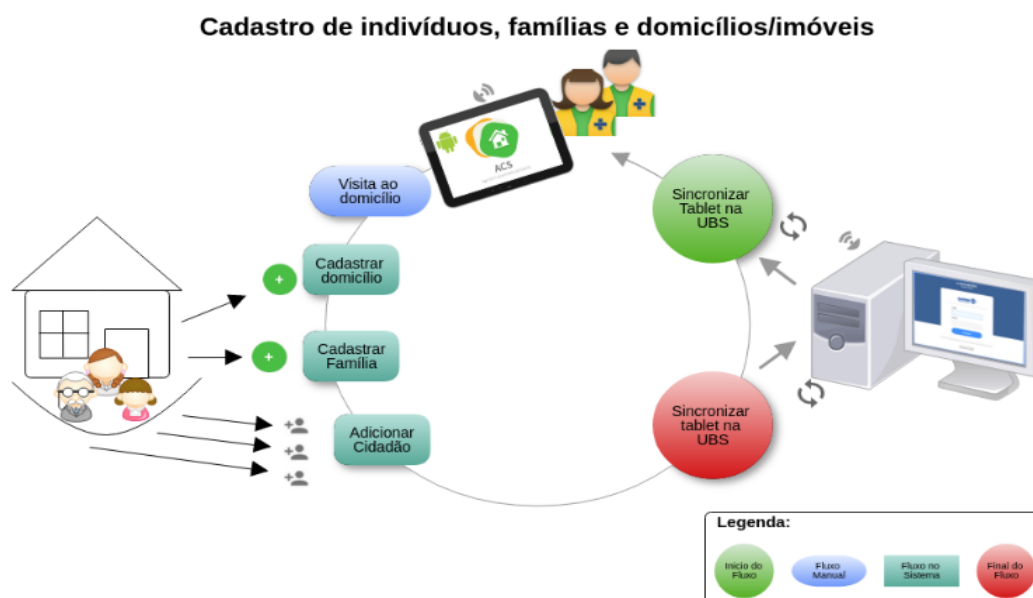 Cadastro de indivíduos, famílias e domicílios/imóveis
ACS
Visita ao
domicílio
Sincronizar
Tablet na
UBS
Cadastrar
domicílio
+
Cadastrar
Família
+
Adicionar
Cidadão
Sincronizar
tablet na
UBS
Legenda:
Inicio do
Fluxo
Fluxo
Manual
Fluxo no
Sistema
Final do
Fluxo